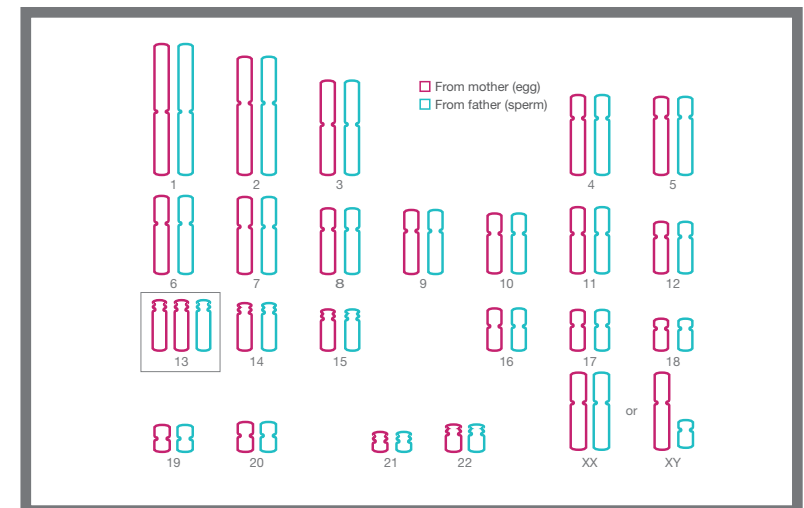 From mother (egg)
From father (sperm)
1 2 3 4 5
6 7 8 9 10 11 12
13 14 15 16 17 18
or
19 20 21 22 XX XY